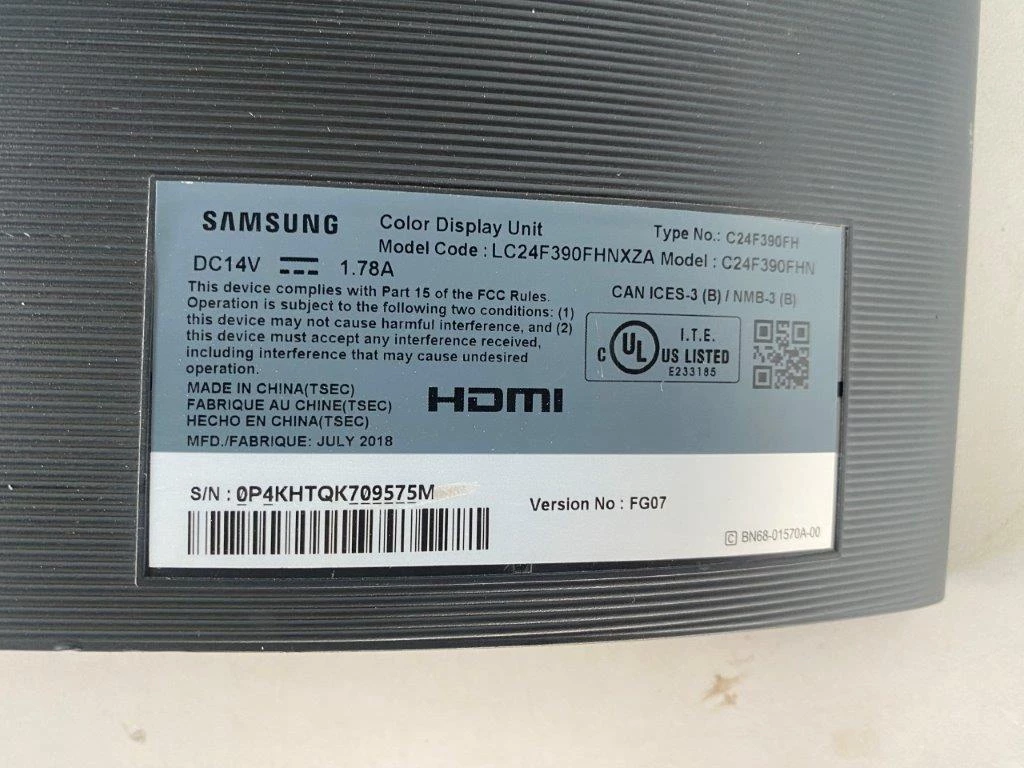 SAMSUNG
Color Display Unit
Type No.: C24F390FH
Model Code : LC24F390FHNXZA Model : C24F390FHN
DC14V
1.78A
This device complies with Part 15 of the FCC Rules.
Operation is subject to the following two conditions: (1)
this device may not cause harmful interference, and (2)
this device must accept any interference received,
including interference that may cause undesired
operation.
CAN ICES-3 (B) / NMB-3 (B)
C UL US LISTED
I.T.E.
E233185
MADE IN CHINA(TSEC)
FABRIQUE AU CHINE(TSEC)
HECHO EN CHINA(TSEC)
MFD./FABRIQUE: JULY 2018
HDMI
S/N : 0P4KHTQK709575M
Version No : FG07
C BN68-01570A-00